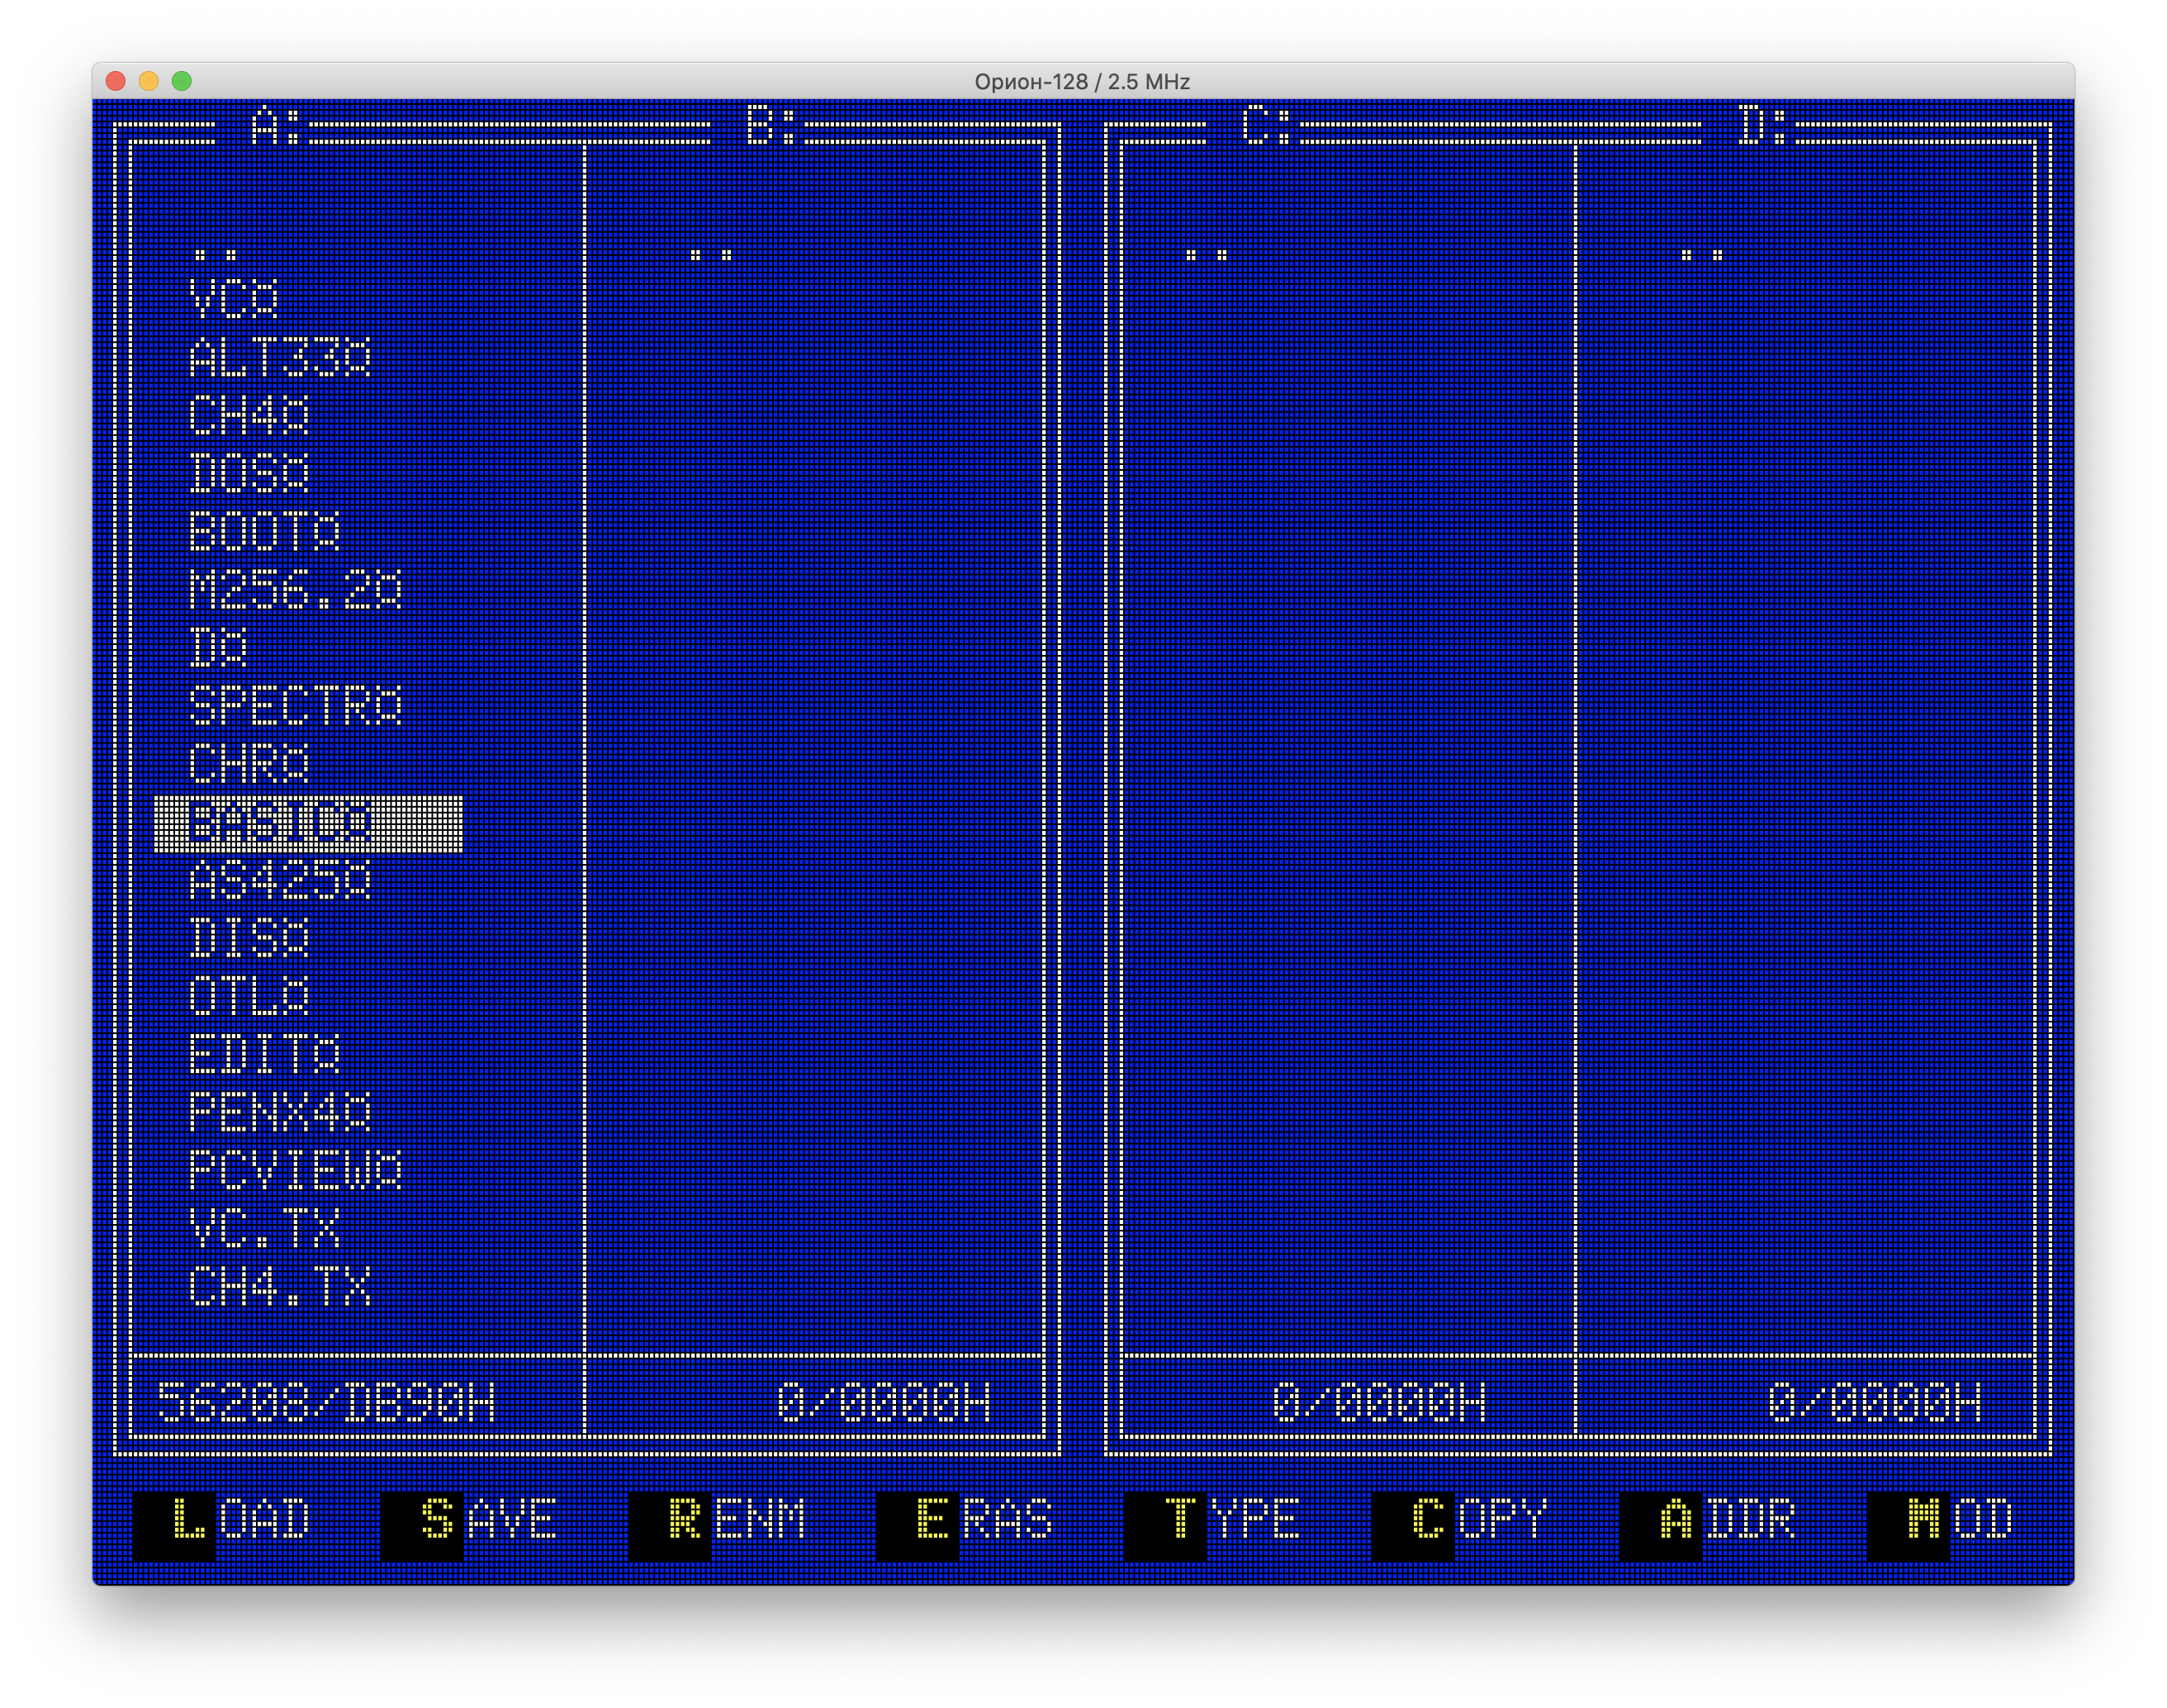 Орион-128 / 2.5 MHz
A: B: C: D:
.. .. .. ..
VC¤
ALT33¤
CH4¤
DOS¤
BOOT¤
M256.2¤
D¤
SPECTR¤
CHR¤
BASIC¤
AS425¤
DIS¤
OTL¤
EDIT¤
PENX4¤
PCVIEW¤
VC.TX
CH4.TX
56208/DB90H 0/0000H 0/0000H 0/0000H
LOAD SAVE RENM ERAS TYPE COPY ADDR MOD